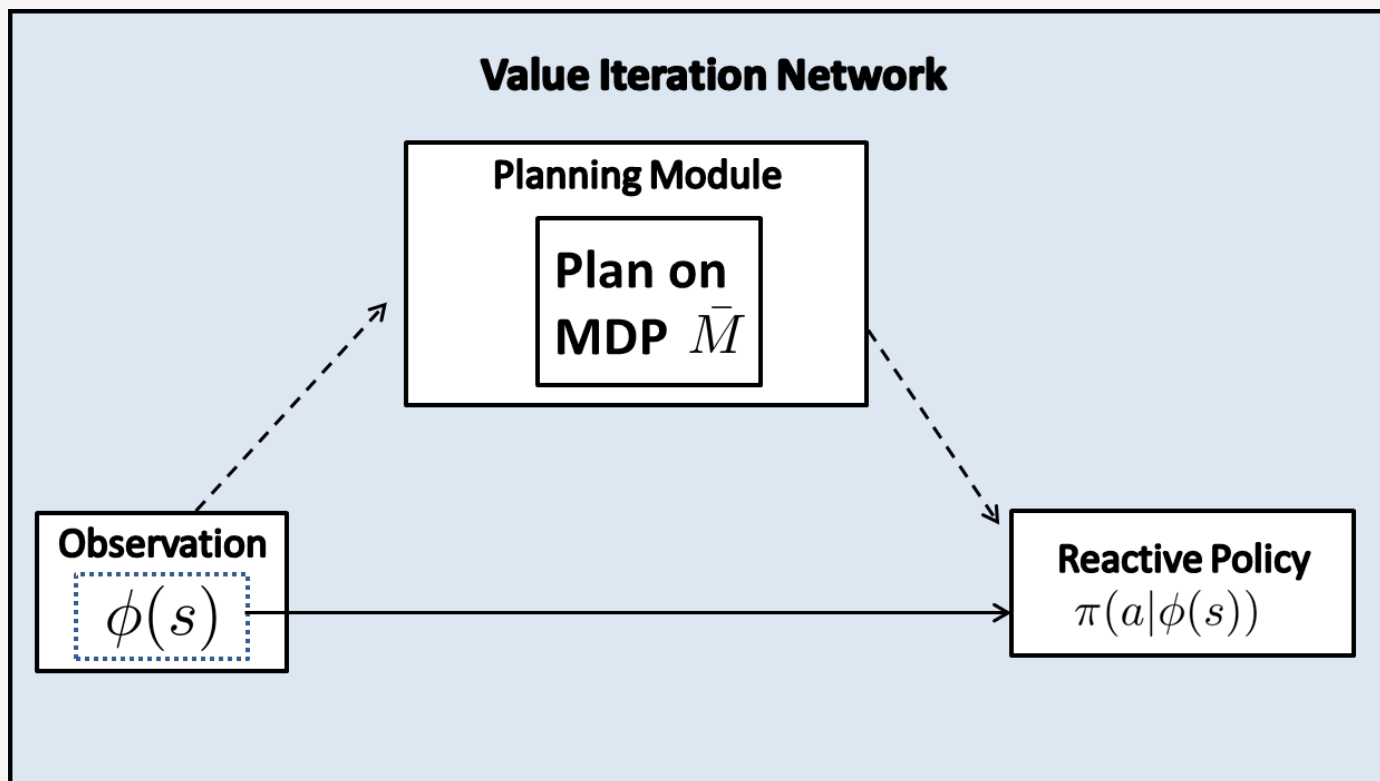 Value Iteration Network
Planning Module
Plan on
MDP M̄
Observation
ϕ(s)
Reactive Policy
π(a|ϕ(s))